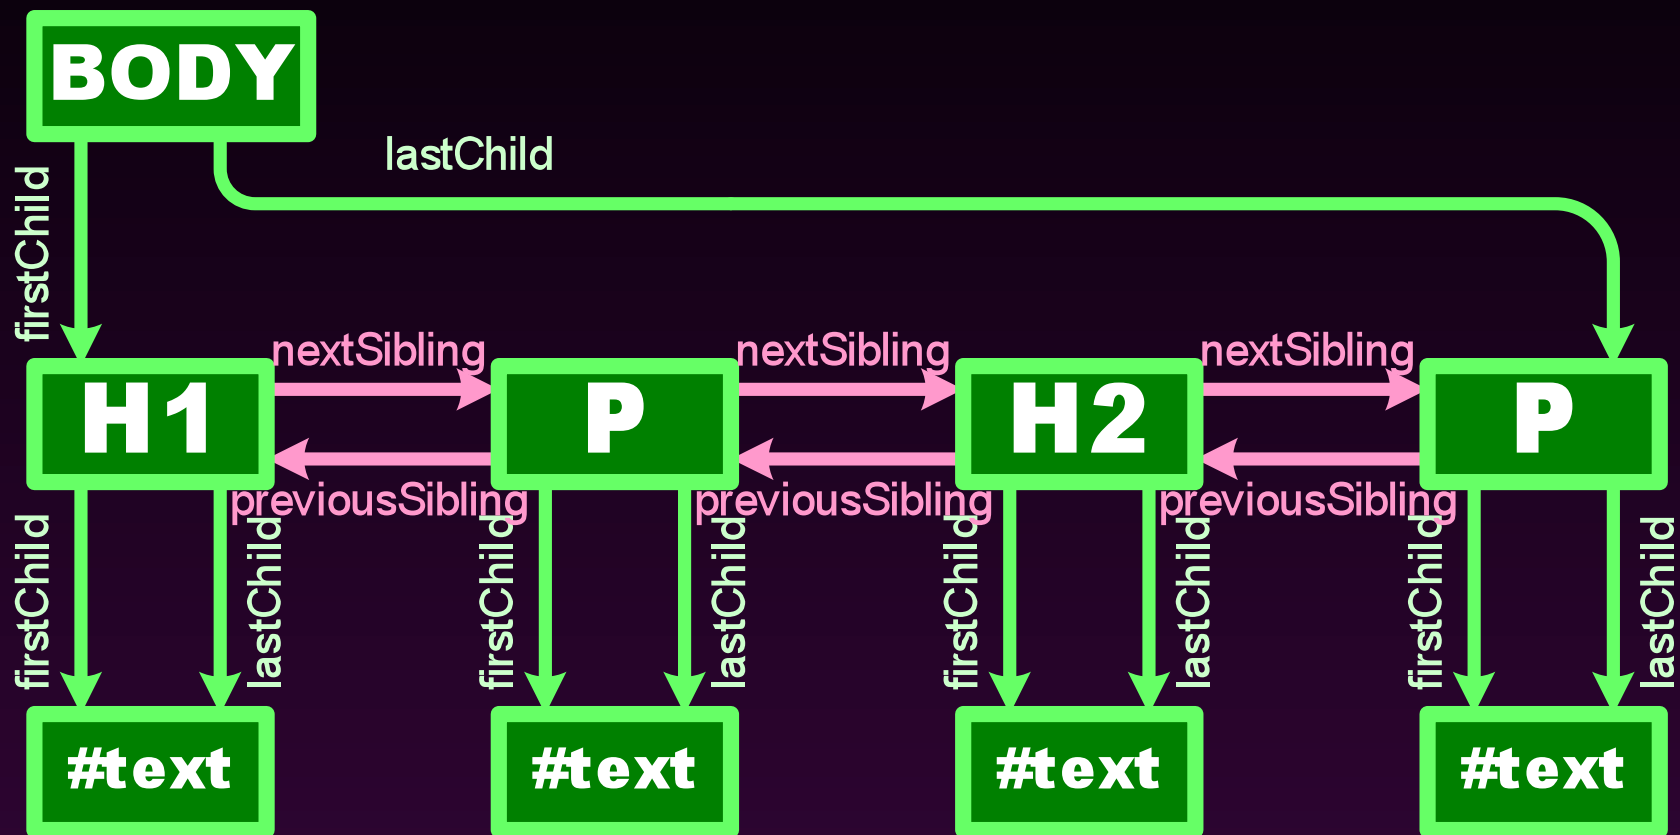 BODY
lastChild
firstChild
nextSibling
nextSibling
nextSibling
H1
P
H2
P
previousSibling
previousSibling
previousSibling
firstChild
lastChild
firstChild
lastChild
firstChild
lastChild
firstChild
lastChild
#text
#text
#text
#text